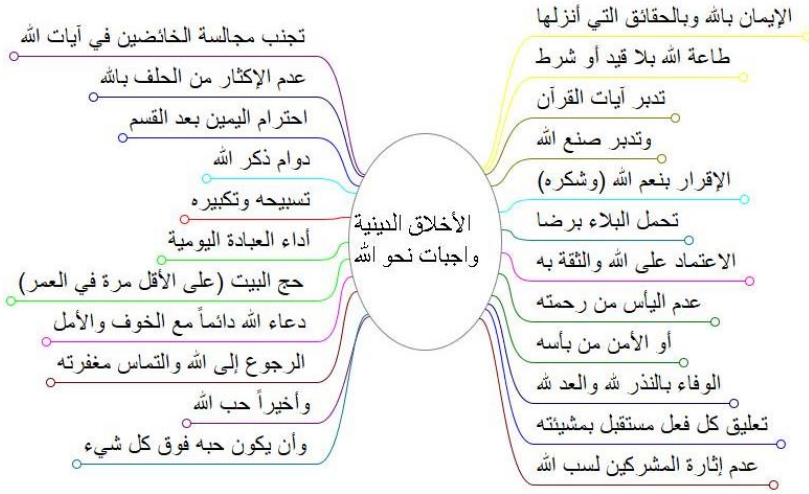 الأخلاق الدينية
واجبات نحو الله
الإيمان بالله وبالحقائق التي أنزلها
طاعة الله بلا قيد أو شرط
تدبر آيات القرآن
وتدبر صنع الله
الإقرار بنعم الله (وشكره)
تحمل البلاء برضا
الاعتماد على الله والثقة به
عدم اليأس من رحمته
أو الأمن من بأسه
الوفاء بالنذر لله والعد لله
تعليق كل فعل مستقبل بمشيئته
عدم إثارة المشركين لسب الله
تجنب مجالسة الخائضين في آيات الله
عدم الإكثار من الحلف بالله
احترام اليمين بعد القسم
دوام ذكر الله
تسبيحه وتكبيره
أداء العبادة اليومية
حج البيت (على الأقل مرة في العمر)
دعاء الله دائماً مع الخوف والأمل
الرجوع إلى الله والتماس مغفرته
وأخيراً حب الله
وأن يكون حبه فوق كل شيء